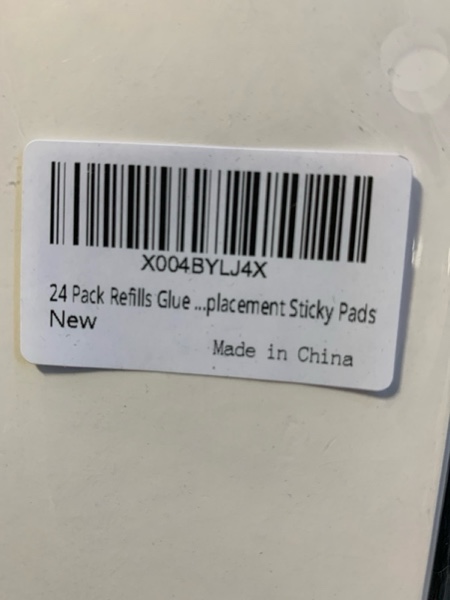 X004BYLJ4X
24 Pack Refills Glue ...placement Sticky Pads
New
Made in China